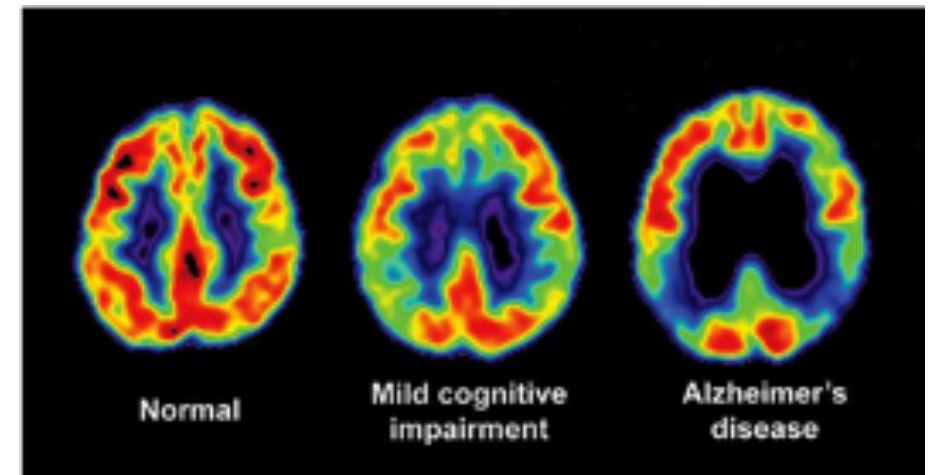 Normal
Mild cognitive
impairment
Alzheimer's
disease